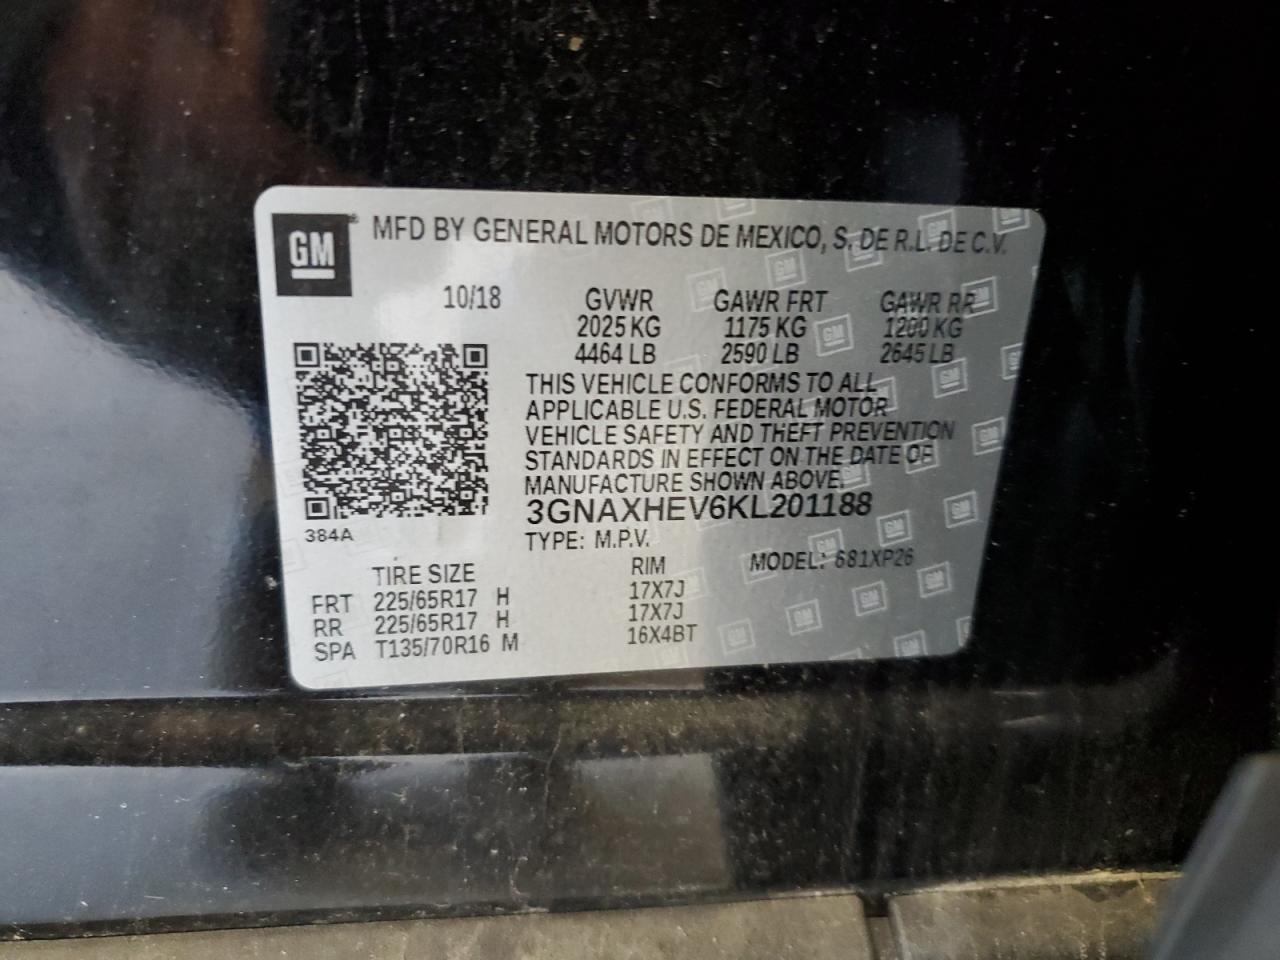 GM ® MFD BY GENERAL MOTORS DE MEXICO, S. DE R.L. DE C.V.
10/18 GVWR GAWR FRT GAWR RR
2025 KG 1175 KG 1200 KG
4464 LB 2590 LB 2645 LB
THIS VEHICLE CONFORMS TO ALL
APPLICABLE U.S. FEDERAL MOTOR
VEHICLE SAFETY AND THEFT PREVENTION
STANDARDS IN EFFECT ON THE DATE OF
MANUFACTURE SHOWN ABOVE.
3GNAXHEV6KL201188
384A
TYPE: M.P.V. MODEL: 681XP26
TIRE SIZE RIM
FRT 225/65R17 H 17X7J
RR 225/65R17 H 17X7J
SPA T135/70R16 M 16X4BT